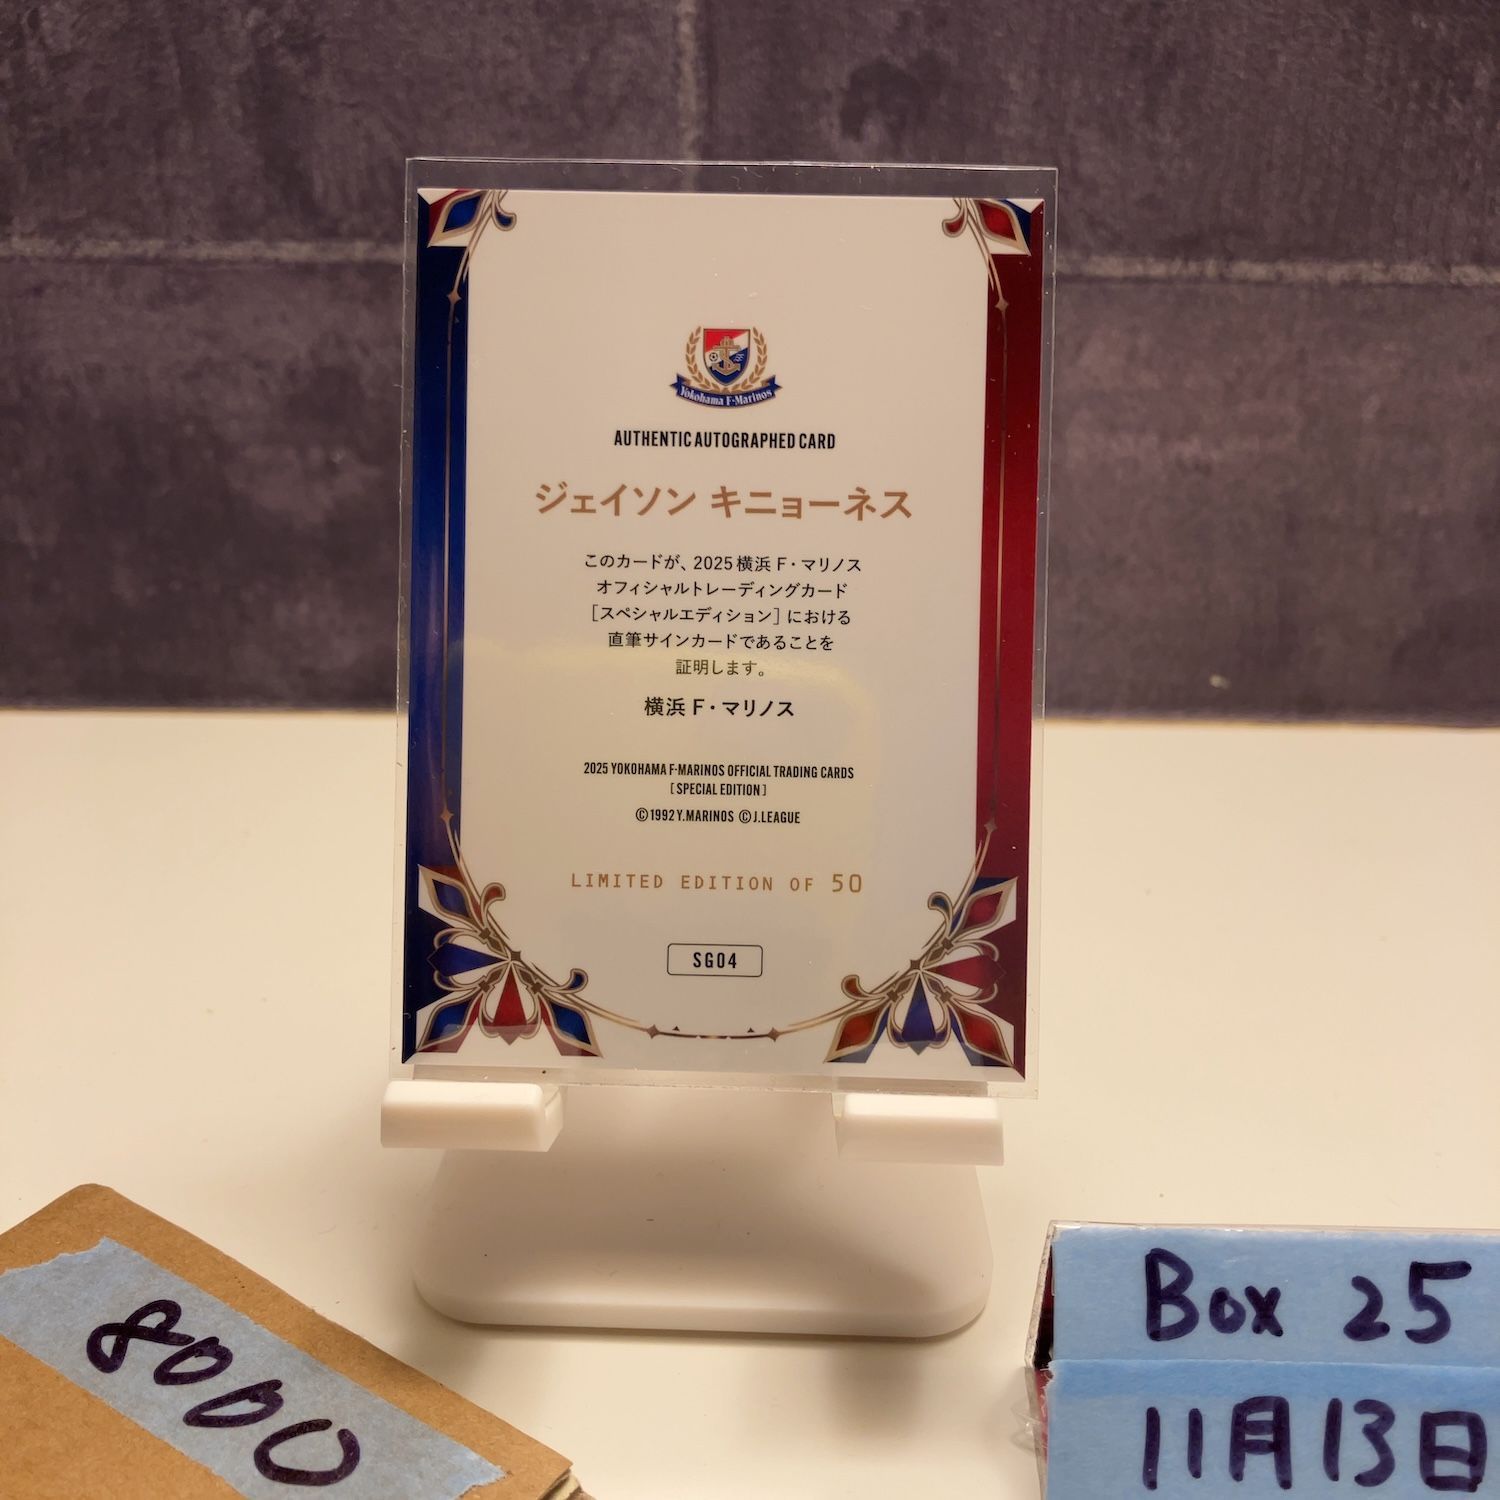 Yokohama F·Marinos
AUTHENTIC AUTOGRAPHED CARD
ジェイソン キニョーネス
このカードが、2025 横浜 F・マリノス
オフィシャルトレーディングカード
［スペシャルエディション］における
直筆サインカードであることを
証明します。
横浜 F・マリノス
2025 YOKOHAMA F·MARINOS OFFICIAL TRADING CARDS
[ SPECIAL EDITION ]
©1992 Y.MARINOS ©J.LEAGUE
LIMITED EDITION OF 50
SG04
8000
Box 25
11月13日